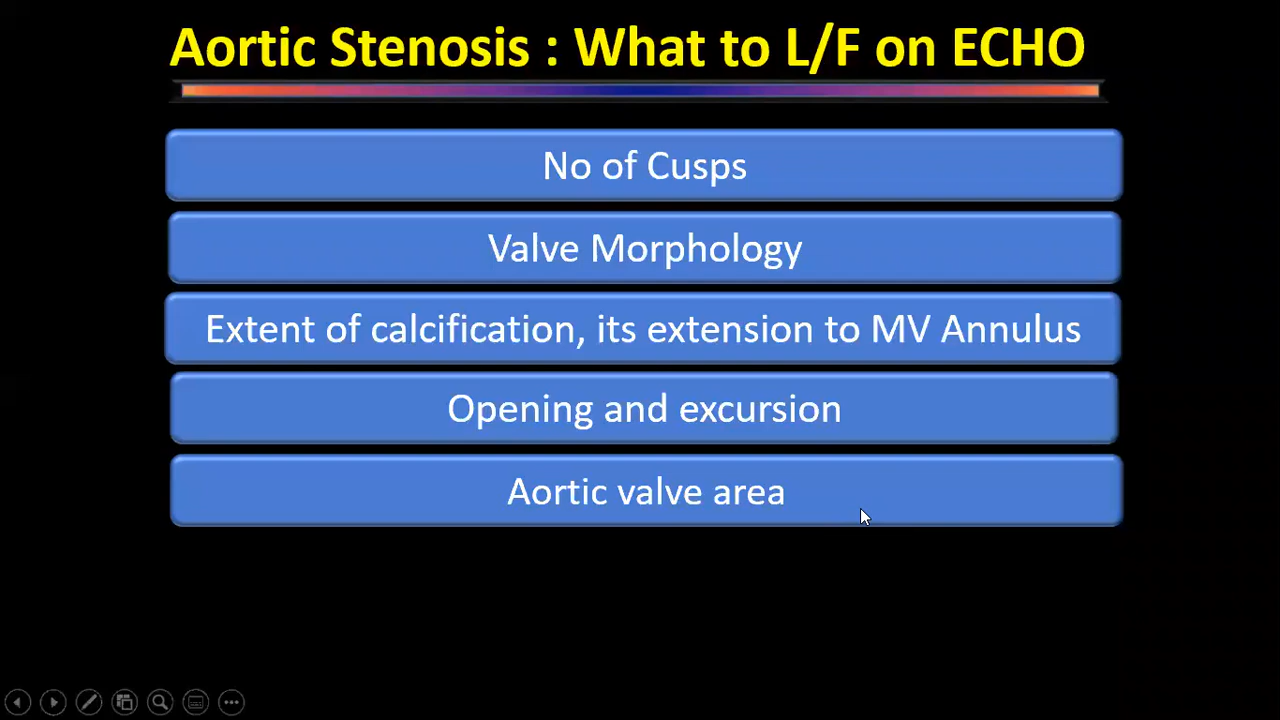 Aortic Stenosis : What to L/F on ECHO
No of Cusps
Valve Morphology
Extent of calcification, its extension to MV Annulus
Opening and excursion
Aortic valve area